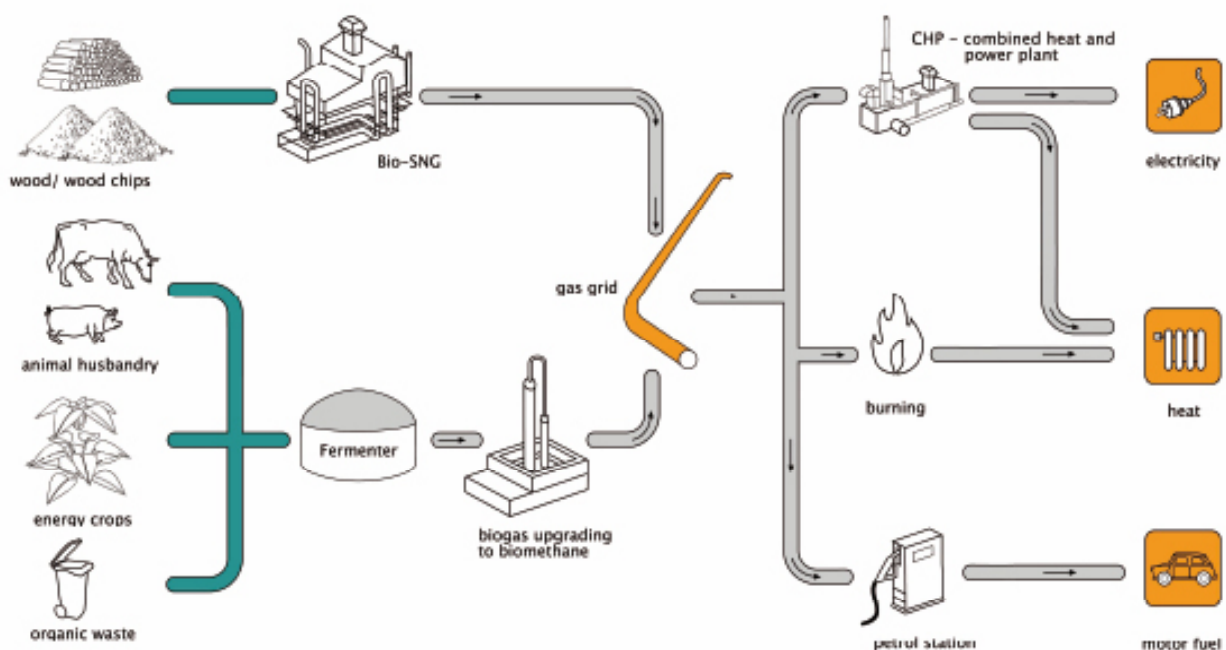 CHP – combined heat and
power plant
Bio-SNG
wood/ wood chips
electricity
gas grid
animal husbandry
burning
heat
Fermenter
energy crops
biogas upgrading
to biomethane
organic waste
petrol station
motor fuel